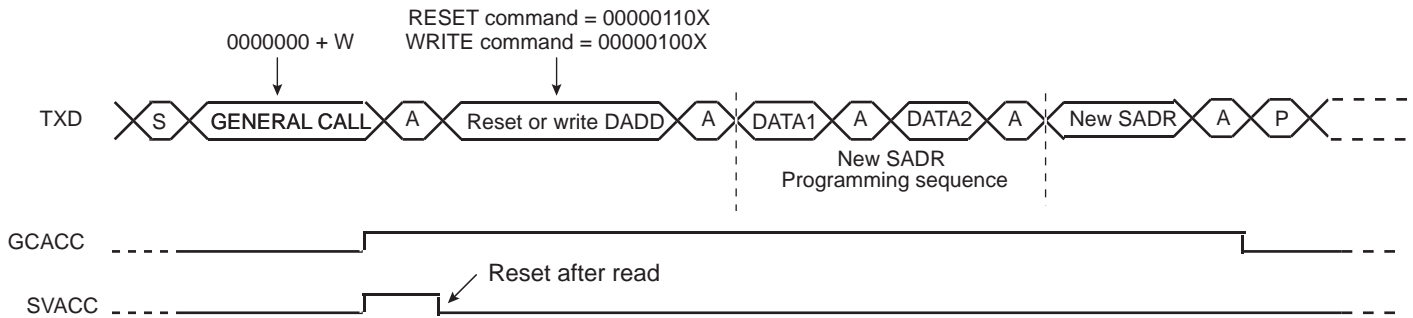 RESET command = 00000110X
0000000 + W
WRITE command = 00000100X
TXD
S
GENERAL CALL
A
Reset or write DADD
A
DATA1
A
DATA2
A
New SADR
A
P
New SADR
Programming sequence
GCACC
Reset after read
SVACC